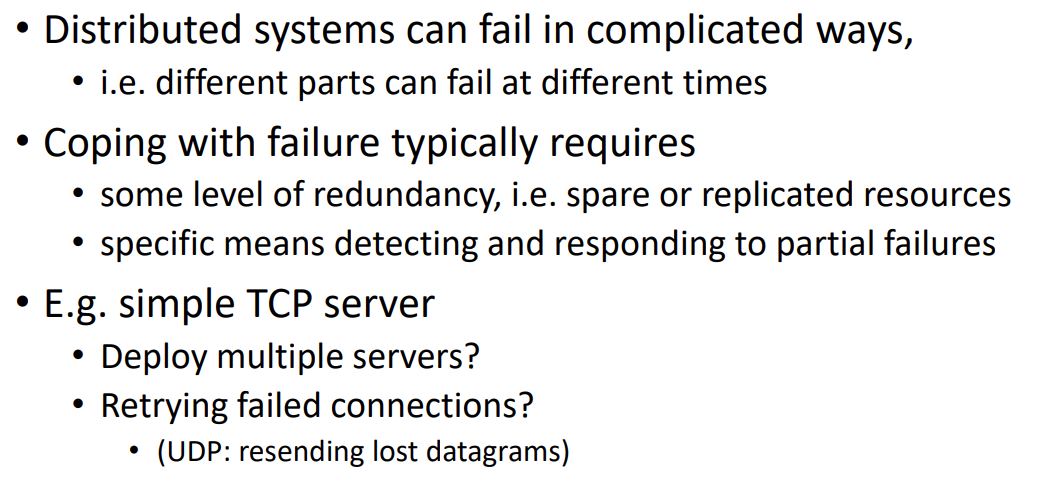 • Distributed systems can fail in complicated ways,
• i.e. different parts can fail at different times
• Coping with failure typically requires
• some level of redundancy, i.e. spare or replicated resources
• specific means detecting and responding to partial failures
• E.g. simple TCP server
• Deploy multiple servers?
• Retrying failed connections?
• (UDP: resending lost datagrams)